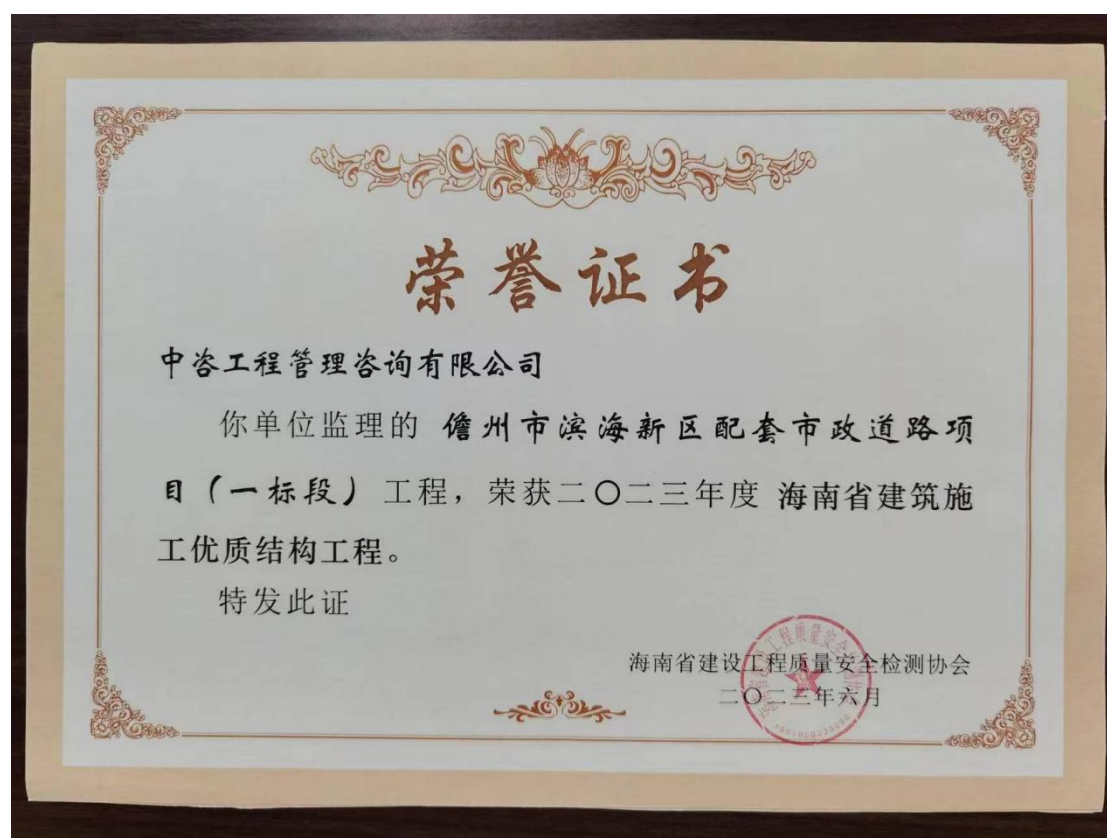 荣誉证书
中咨工程管理咨询有限公司
你单位监理的 儋州市滨海新区配套市政道路项
目（一标段）工程，荣获二〇二三年度 海南省建筑施
工优质结构工程。
特发此证
海南省建设工程质量安全检测协会
二〇二三年六月